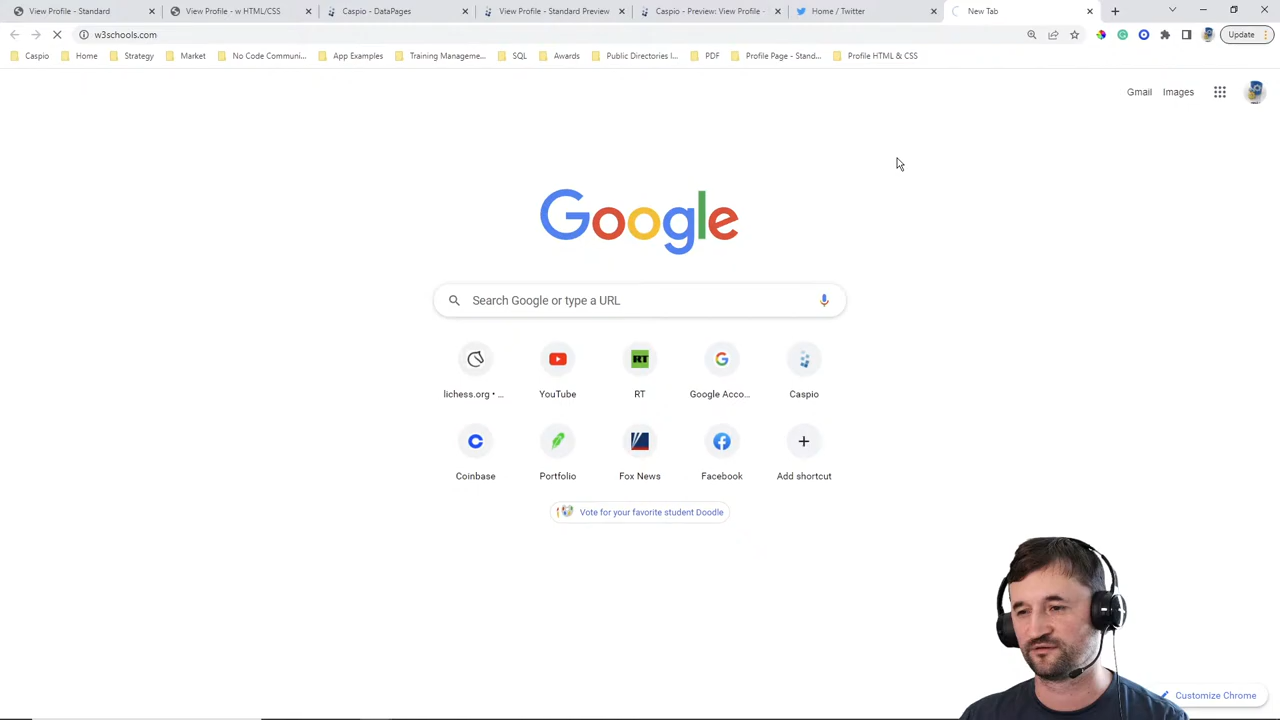 View Profile - Standard
View Profile - w HTML/CSS
Caspio - DataPages
View Profile - Standard Preview
Caspio - Preview: View Profile -
Home / Twitter
New Tab
w3schools.com
Update
Caspio
Home
Strategy
Market
No Code Communi...
App Examples
Training Manageme...
SQL
Awards
Public Directories I...
PDF
Profile Page - Stand...
Profile HTML & CSS
Gmail
Images
Google
Search Google or type a URL
RT
lichess.org • ...
YouTube
RT
Google Acco...
Caspio
Coinbase
Portfolio
Fox News
Facebook
Add shortcut
Vote for your favorite student Doodle
Customize Chrome